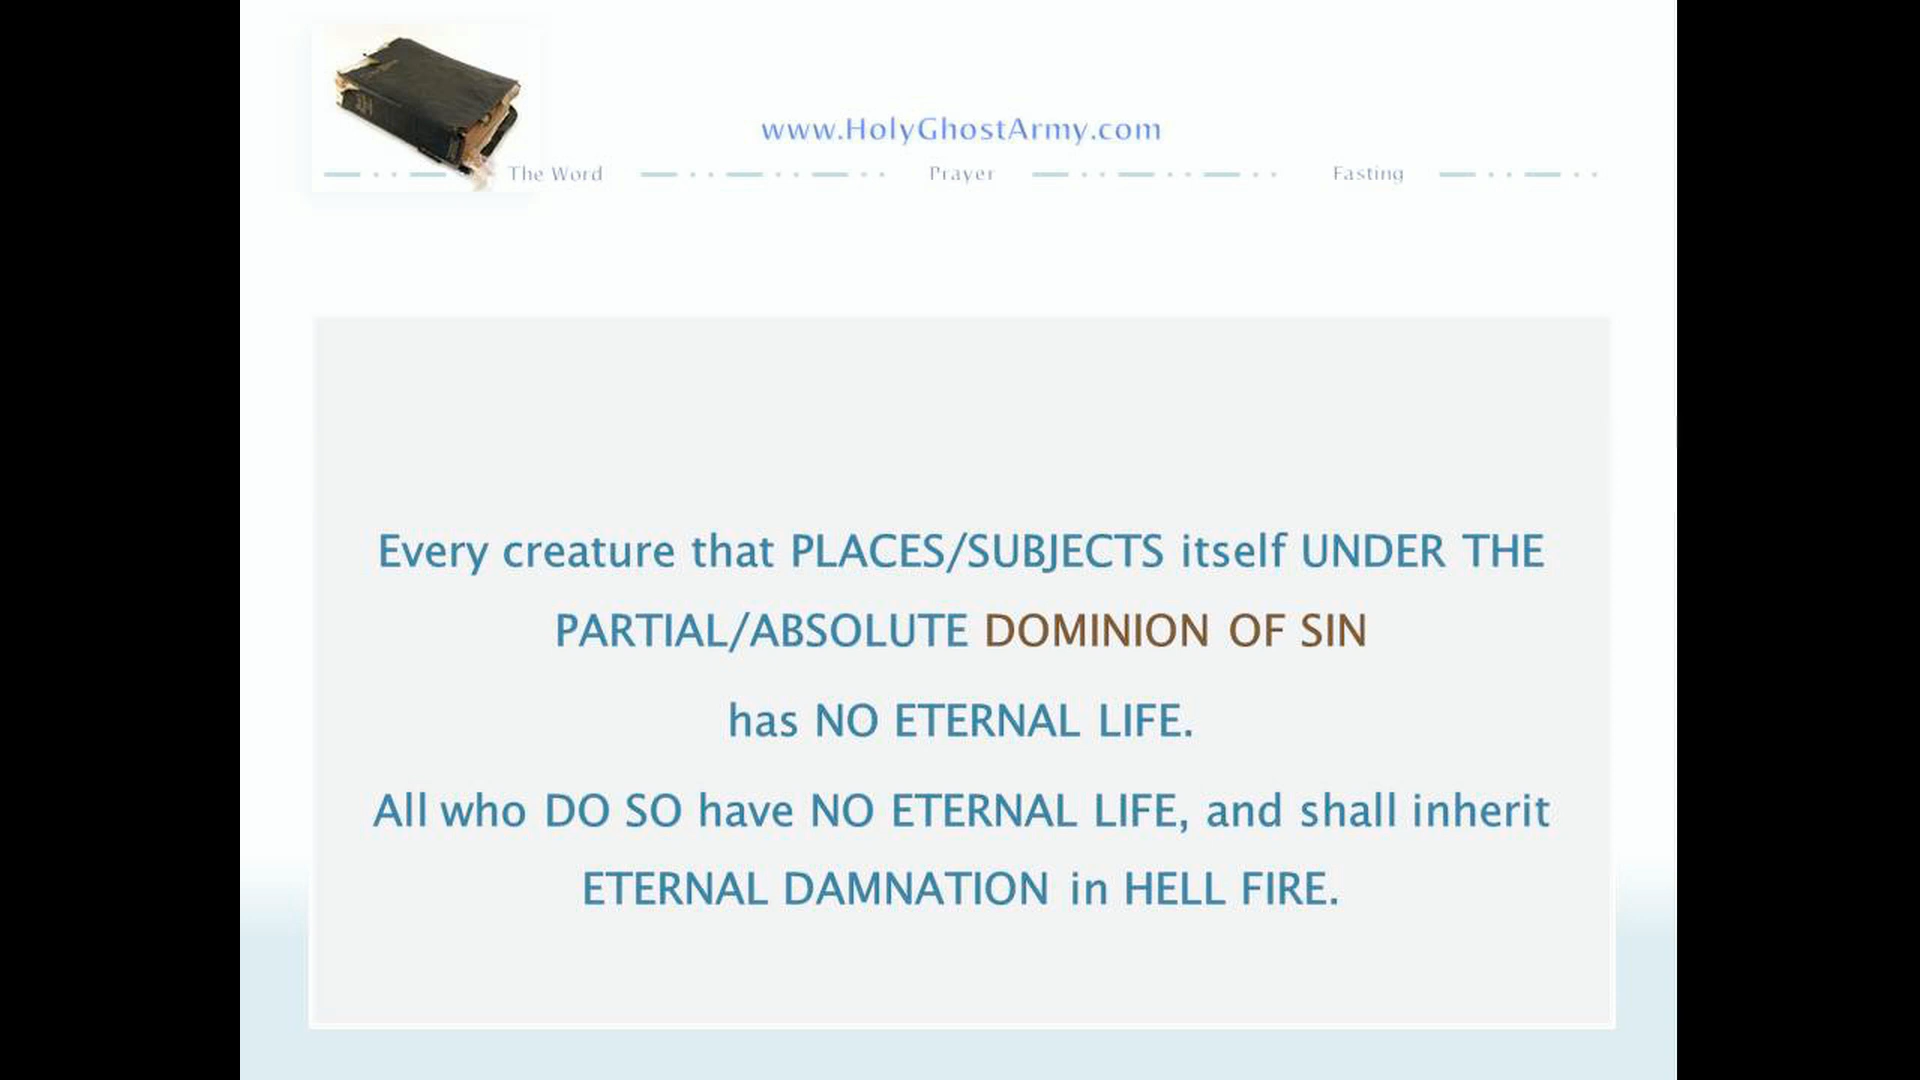 www.HolyGhostArmy.com
The Word Prayer Fasting
Every creature that PLACES/SUBJECTS itself UNDER THE
PARTIAL/ABSOLUTE DOMINION OF SIN
has NO ETERNAL LIFE.
All who DO SO have NO ETERNAL LIFE, and shall inherit
ETERNAL DAMNATION in HELL FIRE.